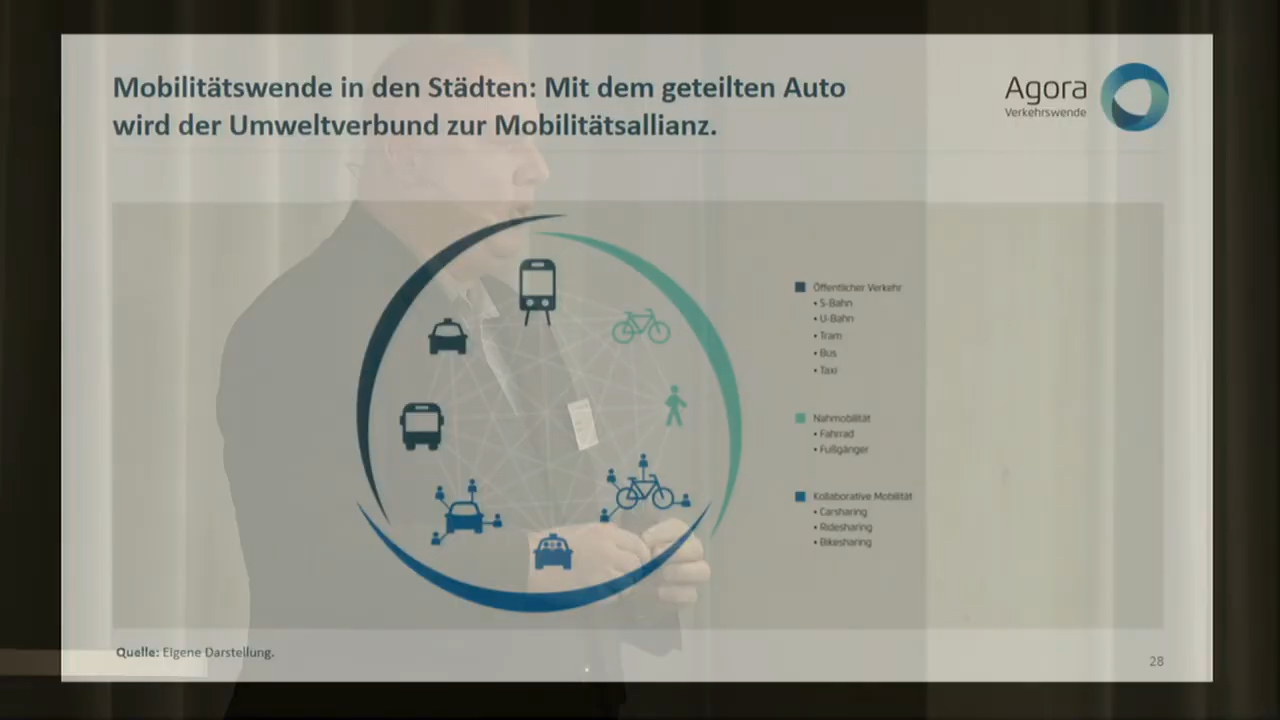 Mobilitätswende in den Städten: Mit dem geteilten Auto
wird der Umweltverbund zur Mobilitätsallianz.
Agora
Verkehrswende
Öffentlicher Verkehr
• S-Bahn
• U-Bahn
• Tram
• Bus
• Taxi
Nahmobilität
• Fahrrad
• Fußgänger
Kollaborative Mobilität
• Carsharing
• Ridesharing
• Bikesharing
Quelle: Eigene Darstellung.
28